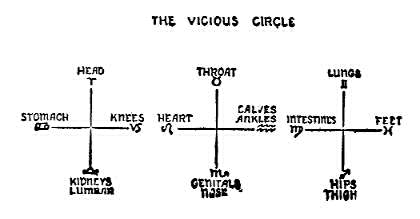 THE VICIOUS CIRCLE
HEAD
THROAT
LUNGS
STOMACH
KNEES
HEART
CALVES
ANKLES
INTESTINES
FEET
KIDNEYS
LUMBAR
GENITALS
NOSE
HIPS
THIGH